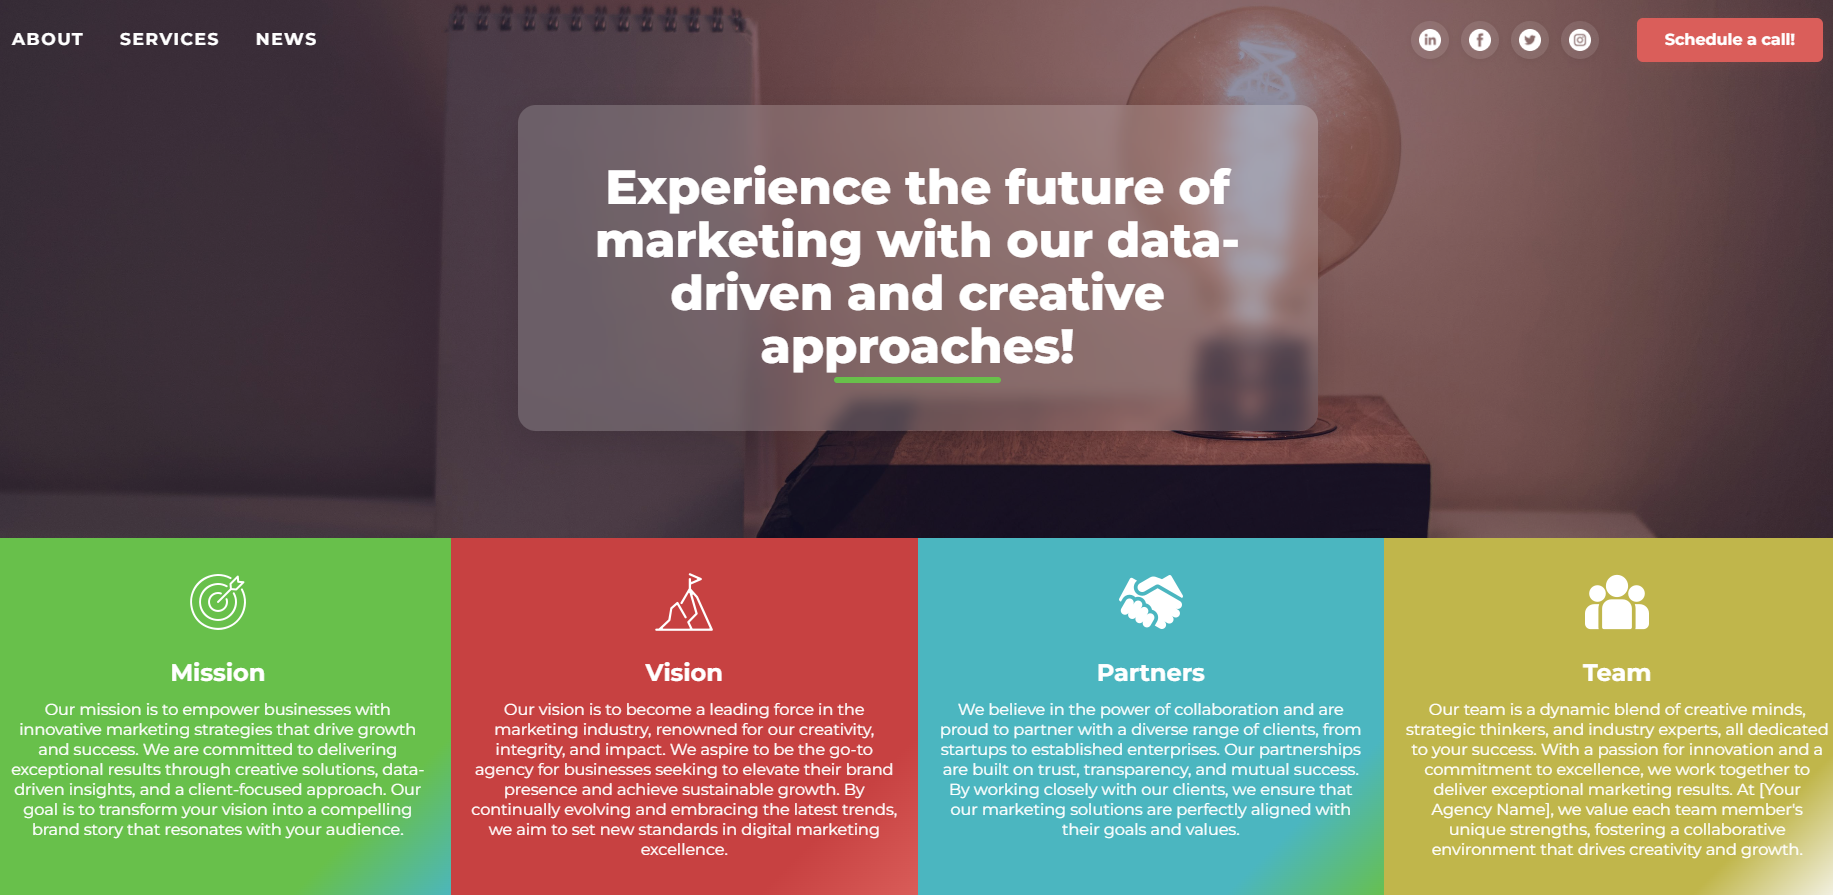 ABOUT SERVICES NEWS
Schedule a call!
Experience the future of
marketing with our data-
driven and creative
approaches!
Mission
Our mission is to empower businesses with
innovative marketing strategies that drive growth
and success. We are committed to delivering
exceptional results through creative solutions, data-
driven insights, and a client-focused approach. Our
goal is to transform your vision into a compelling
brand story that resonates with your audience.
Vision
Our vision is to become a leading force in the
marketing industry, renowned for our creativity,
integrity, and impact. We aspire to be the go-to
agency for businesses seeking to elevate their brand
presence and achieve sustainable growth. By
continually evolving and embracing the latest trends,
we aim to set new standards in digital marketing
excellence.
Partners
We believe in the power of collaboration and are
proud to partner with a diverse range of clients, from
startups to established enterprises. Our partnerships
are built on trust, transparency, and mutual success.
By working closely with our clients, we ensure that
our marketing solutions are perfectly aligned with
their goals and values.
Team
Our team is a dynamic blend of creative minds,
strategic thinkers, and industry experts, all dedicated
to your success. With a passion for innovation and a
commitment to excellence, we work together to
deliver exceptional marketing results. At [Your
Agency Name], we value each team member's
unique strengths, fostering a collaborative
environment that drives creativity and growth.